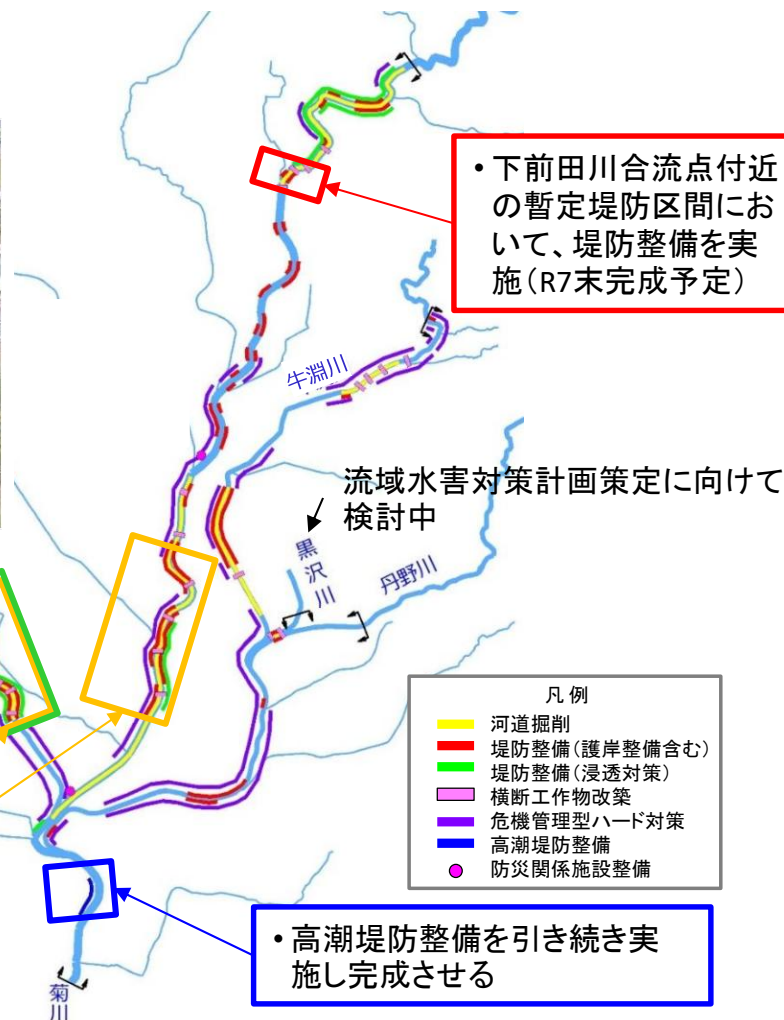 ・下前田川合流点付近
の暫定堤防区間にお
いて、堤防整備を実
施(R7末完成予定)
牛淵川
流域水害対策計画策定に向けて
検討中
黒沢川
丹野川
凡例
河道掘削
堤防整備(護岸整備含む)
堤防整備(浸透対策)
横断工作物改築
危機管理型ハード対策
高潮堤防整備
防災関係施設整備
・高潮堤防整備を引き続き実
施し完成させる
菊川